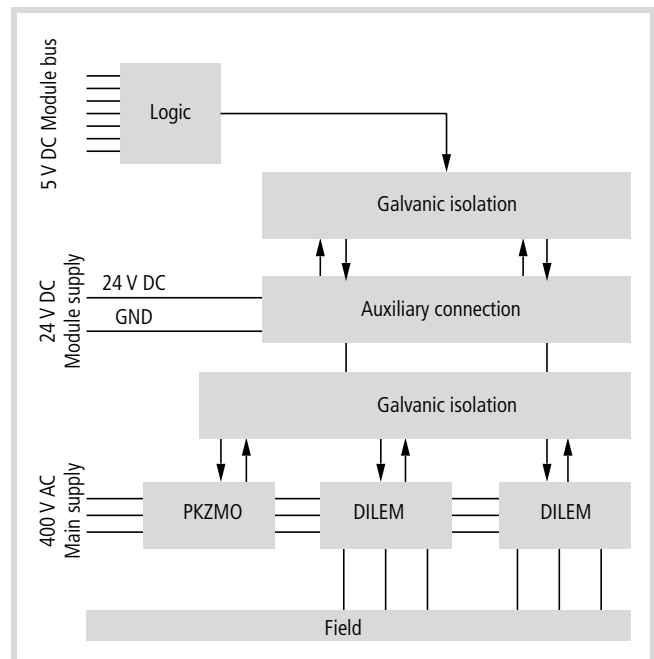 5 V DC Module bus
Logic
Galvanic isolation
24 V DC
Module supply
24 V DC
GND
Auxiliary connection
Galvanic isolation
400 V AC
Main supply
PKZMO
DILEM
DILEM
Field